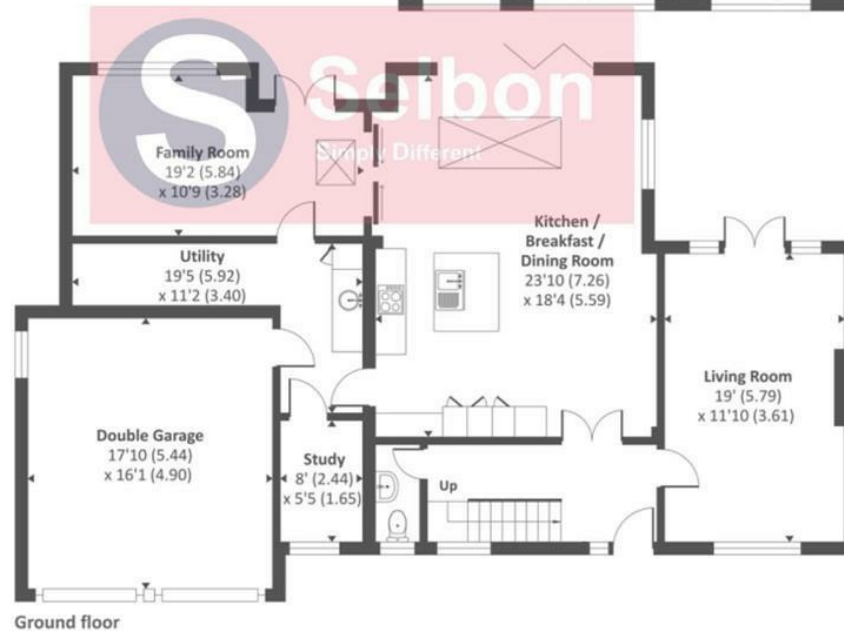 S
Seibon
Simply Different
Family Room
19'2 (5.84)
x 10'9 (3.28)
Utility
19'5 (5.92)
x 11'2 (3.40)
Kitchen /
Breakfast /
Dining Room
23'10 (7.26)
x 18'4 (5.59)
Living Room
19' (5.79)
x 11'10 (3.61)
Double Garage
17'10 (5.44)
x 16'1 (4.90)
Study
8' (2.44)
x 5'5 (1.65)
Up
Ground floor